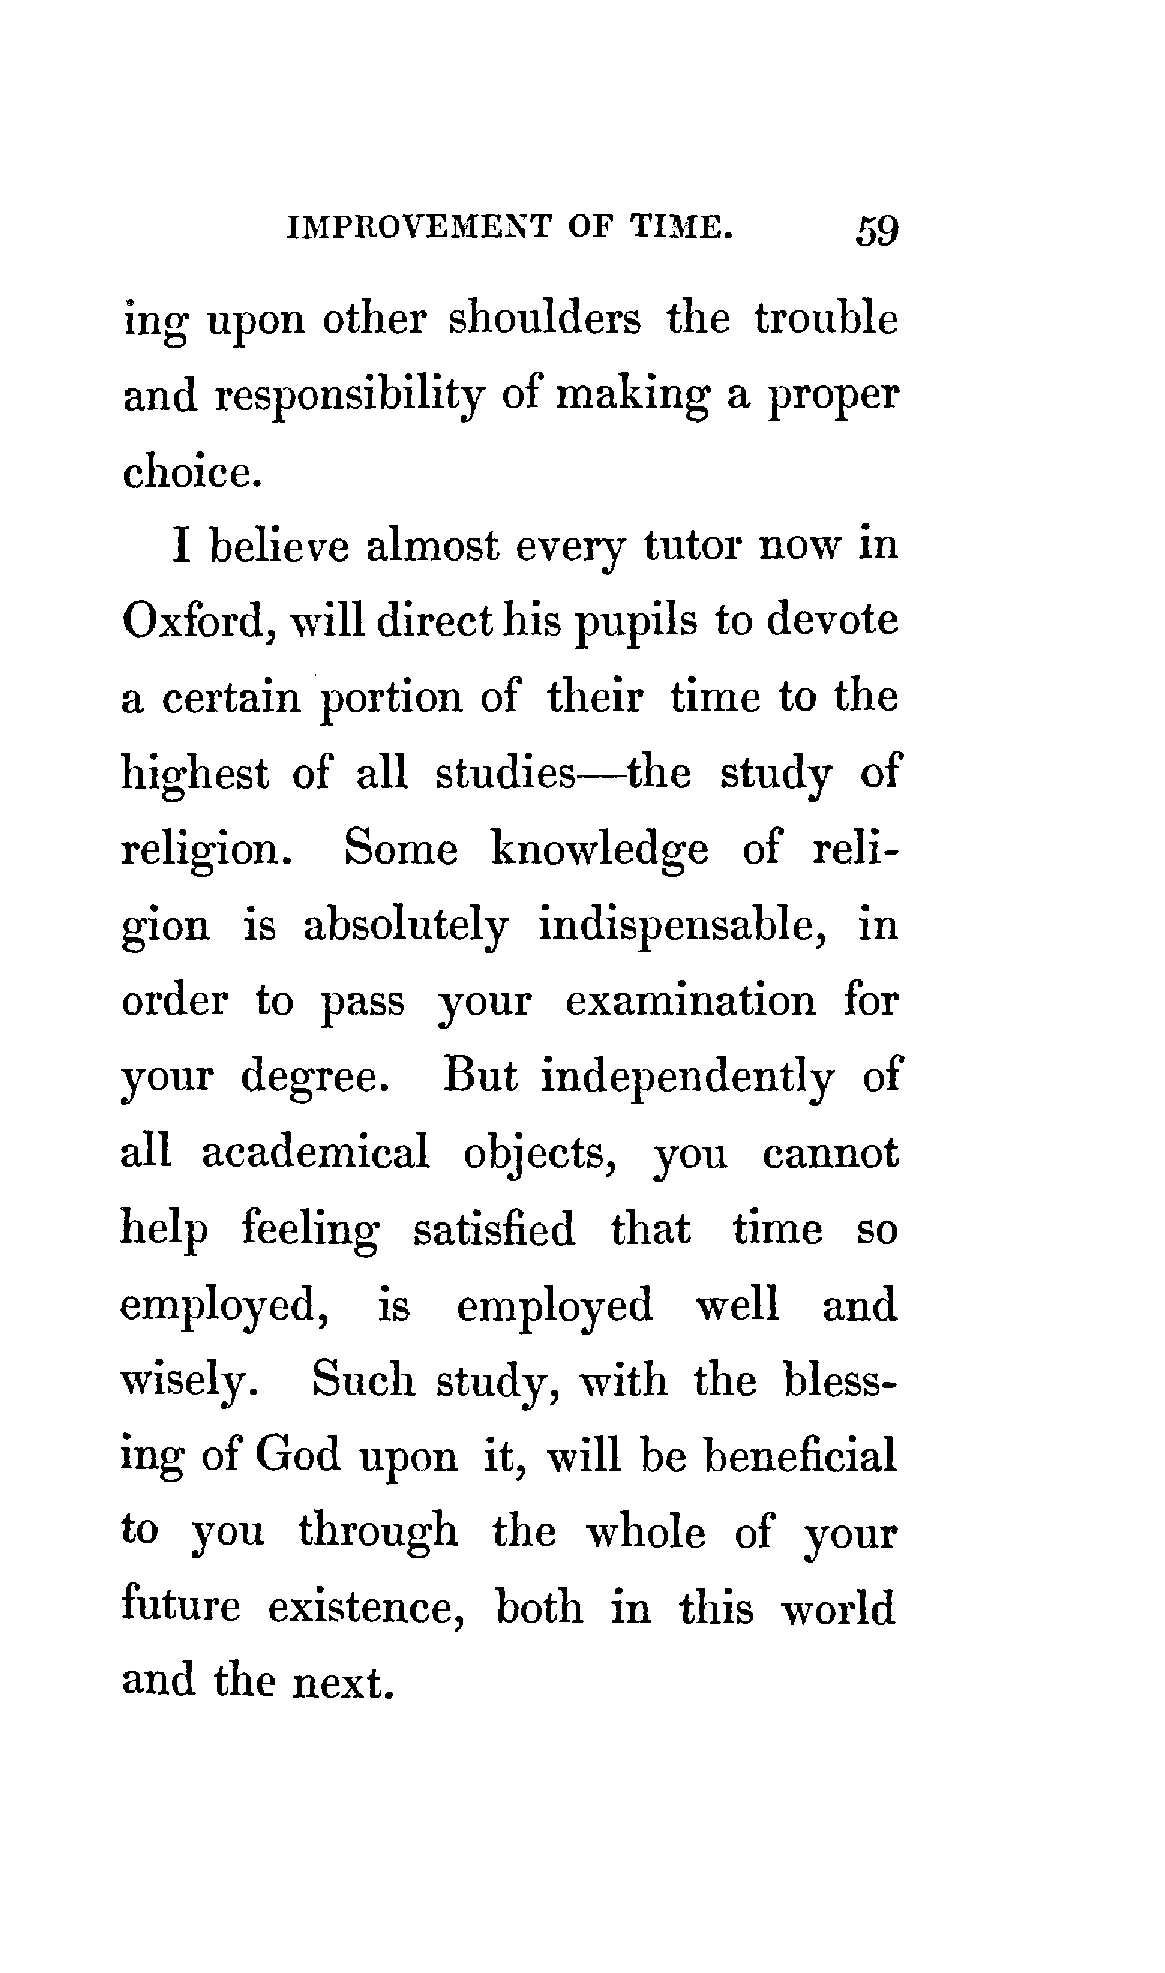 IMPROVEMENT OF TIME. 59
ing upon other shoulders the trouble
and responsibility of making a proper
choice.
I believe almost every tutor now in
Oxford, will direct his pupils to devote
a certain portion of their time to the
highest of all studies—the study of
religion. Some knowledge of reli-
gion is absolutely indispensable, in
order to pass your examination for
your degree. But independently of
all academical objects, you cannot
help feeling satisfied that time so
employed, is employed well and
wisely. Such study, with the bless-
ing of God upon it, will be beneficial
to you through the whole of your
future existence, both in this world
and the next.